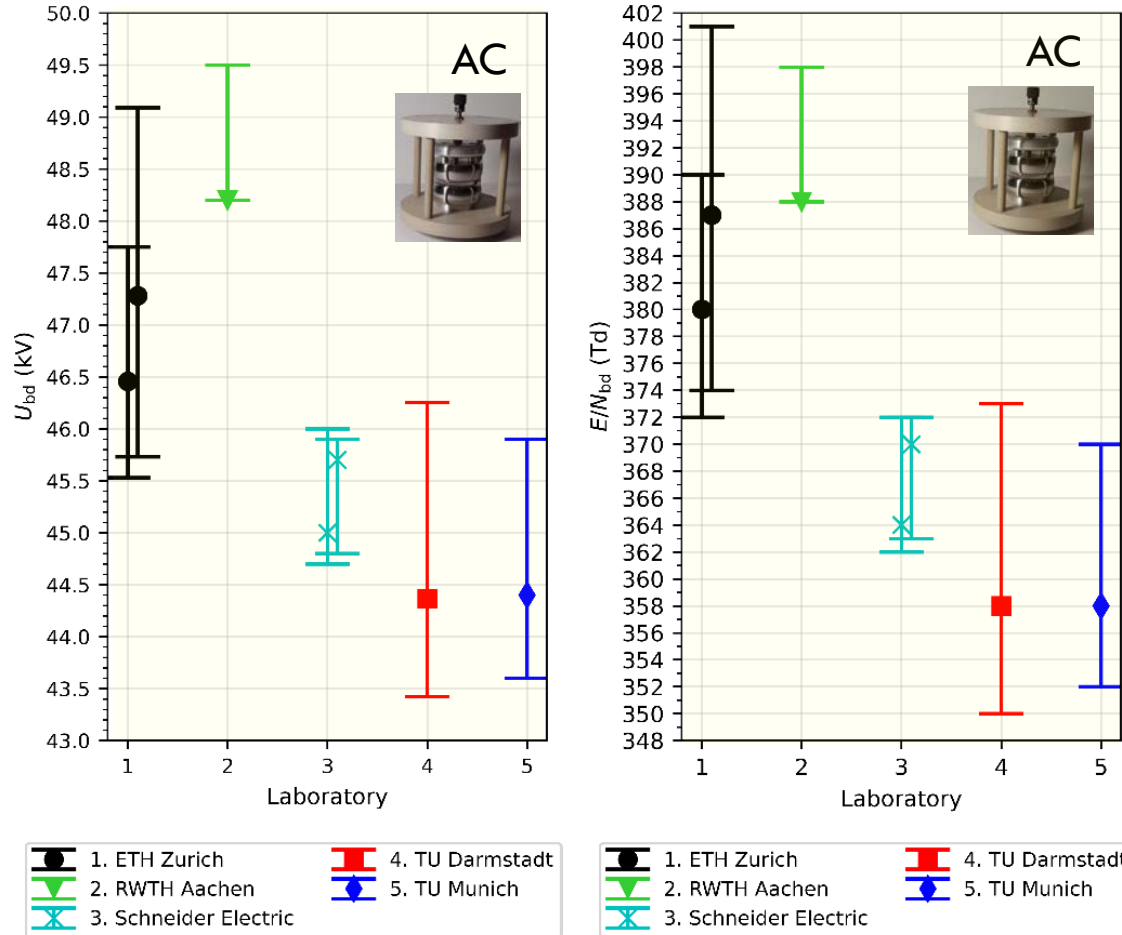 AC
50.0
49.5
49.0
48.5
48.0
47.5
47.0
46.5
46.0
45.5
45.0
44.5
44.0
43.5
43.0
U_bd (kV)
1 2 3 4 5
Laboratory
1. ETH Zurich
2. RWTH Aachen
3. Schneider Electric
4. TU Darmstadt
5. TU Munich
AC
402
400
398
396
394
392
390
388
386
384
382
380
378
376
374
372
370
368
366
364
362
360
358
356
354
352
350
348
E/N_bd (Td)
1 2 3 4 5
Laboratory
1. ETH Zurich
2. RWTH Aachen
3. Schneider Electric
4. TU Darmstadt
5. TU Munich